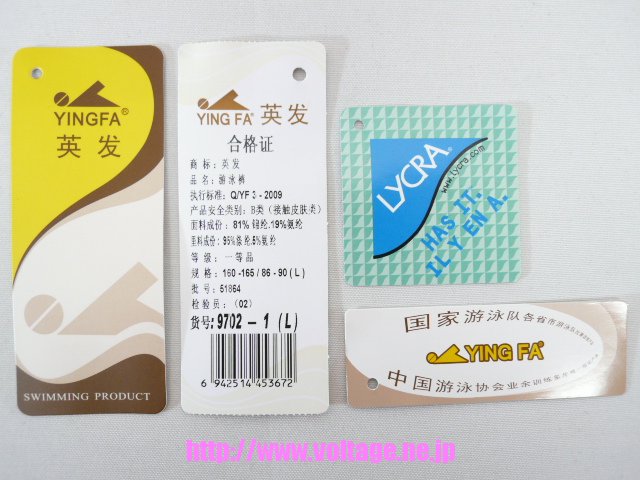 YINGFA®
英发
SWIMMING PRODUCT
YING FA® 英发
合格证
商标：英发
品名：游泳裤
执行标准：Q/YF 3-2009
产品安全类别：B类（接触皮肤类）
面料成份：81%锦纶.19%氨纶
里料成份：95%涤纶.5%氨纶
等级：一等品
规格：160-165/86-90(L)
批号：51864
检验员：（02）
货号：9702-1 (L)
6 942514 453672
LYCRA®
www.lycra.com
HAS IT.
IL Y EN A.
国家游泳队各省市游泳队
YING FA®
中国游泳协会业余训练
http://www.voltage.ne.jp